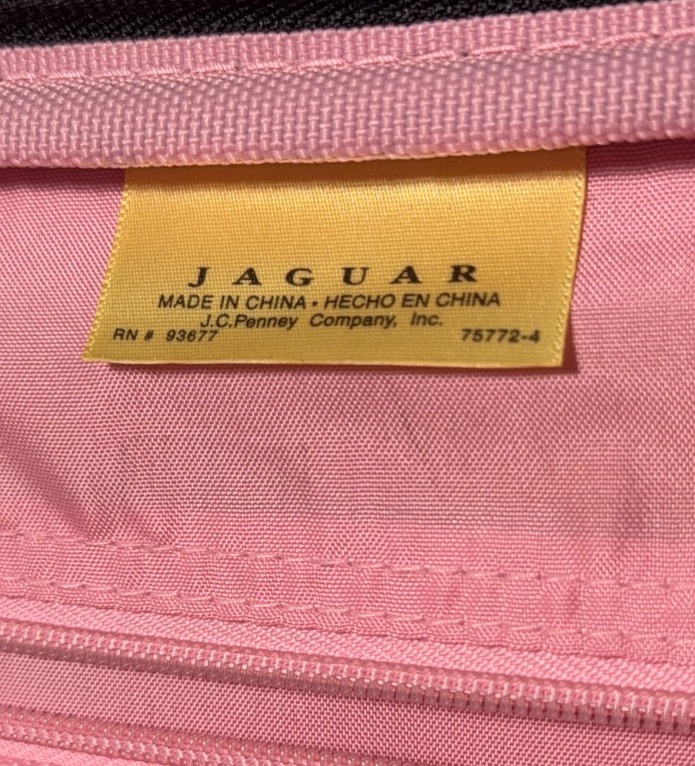 JAGUAR
MADE IN CHINA • HECHO EN CHINA
J.C.Penney Company, Inc.
RN # 93677 75772-4